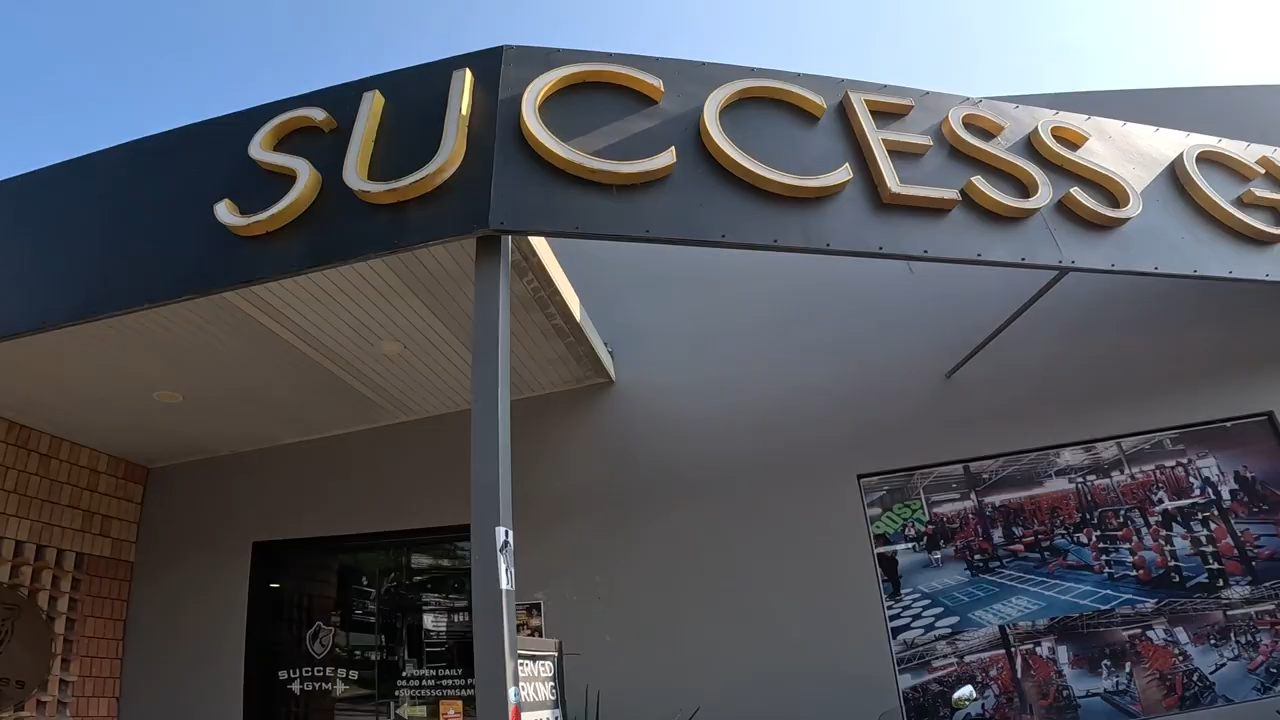 SUCCESS
SUCCESS
GYM
OPEN DAILY
06.00 AM - 09.00
#SUCCESSGYMSAM
ERVED
RKING